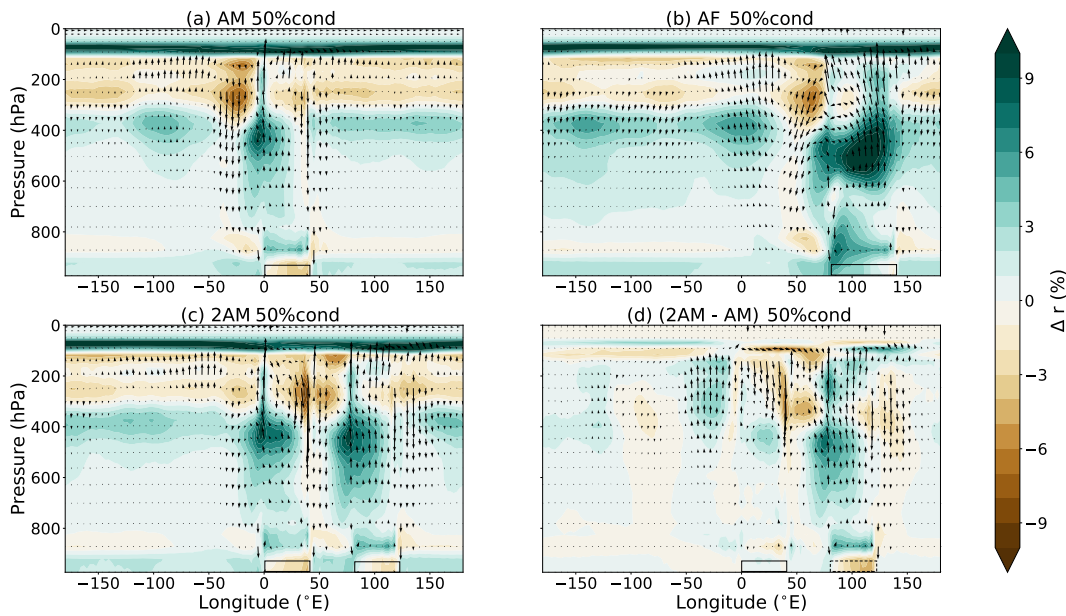 (a) AM 50%cond
(b) AF 50%cond
0
200
400
600
800
Pressure (hPa)
−150 −100 −50 0 50 100 150
−150 −100 −50 0 50 100 150
(c) 2AM 50%cond
(d) (2AM - AM) 50%cond
0
200
400
600
800
Pressure (hPa)
−150 −100 −50 0 50 100 150
−150 −100 −50 0 50 100 150
Longitude (°E)
Longitude (°E)
9
6
3
0
−3
−6
−9
Δ r (%)